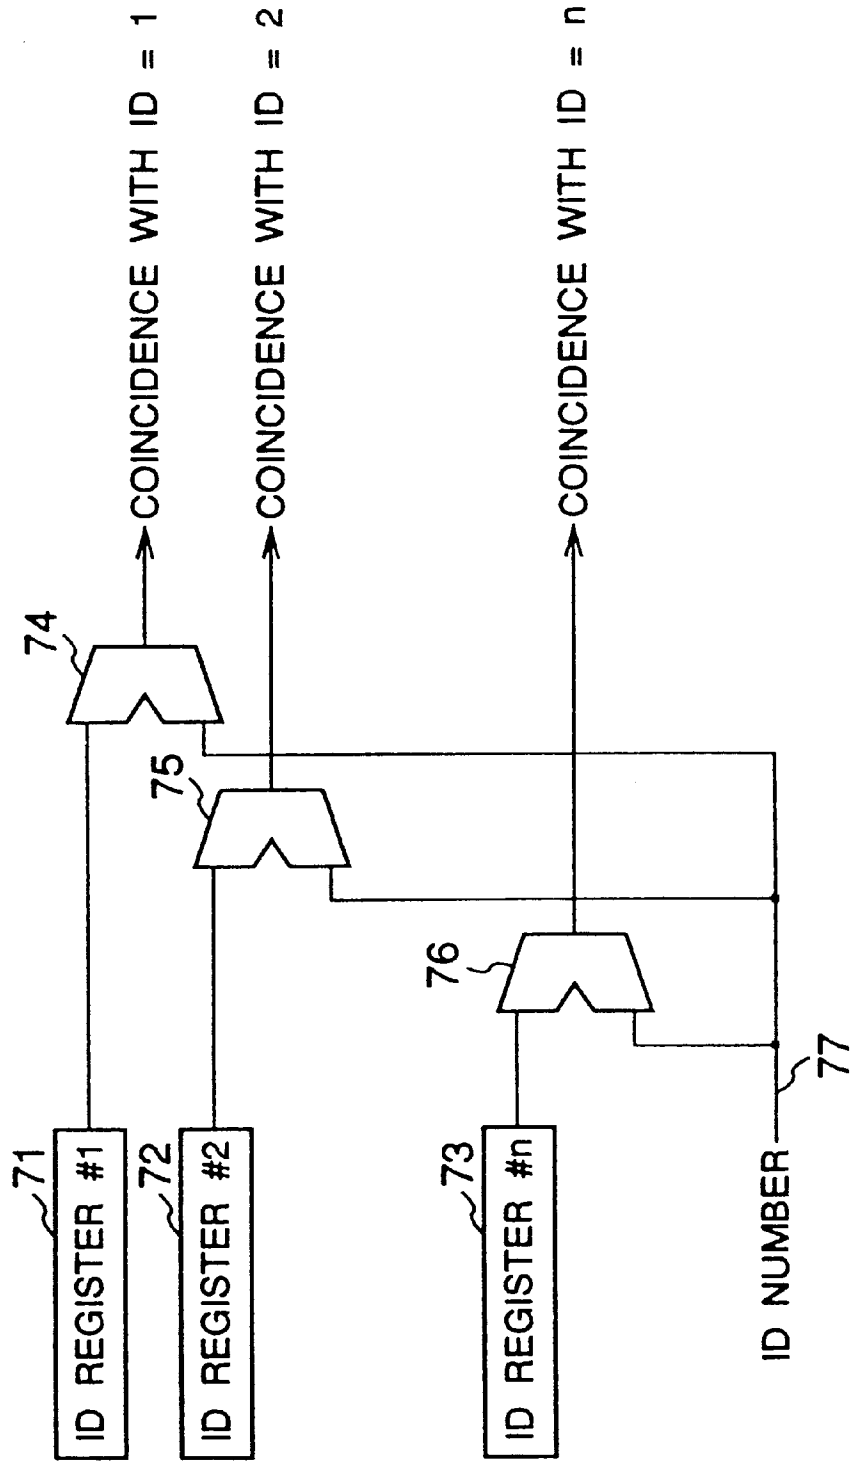 71
ID REGISTER #1
72
ID REGISTER #2
73
ID REGISTER #n
74
75
76
COINCIDENCE WITH ID = 1
COINCIDENCE WITH ID = 2
COINCIDENCE WITH ID = n
ID NUMBER
77